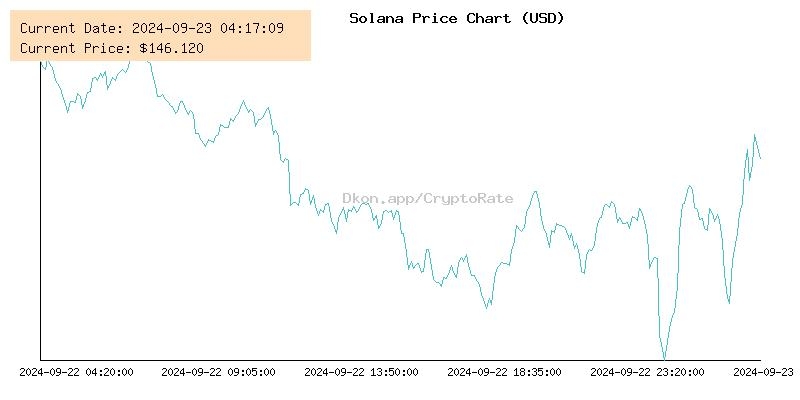 Solana Price Chart (USD)
Current Date: 2024-09-23 04:17:09
Current Price: $146.120
Dkon.app/CryptoRate
2024-09-22 04:20:00
2024-09-22 09:05:00
2024-09-22 13:50:00
2024-09-22 18:35:00
2024-09-22 23:20:00
2024-09-23